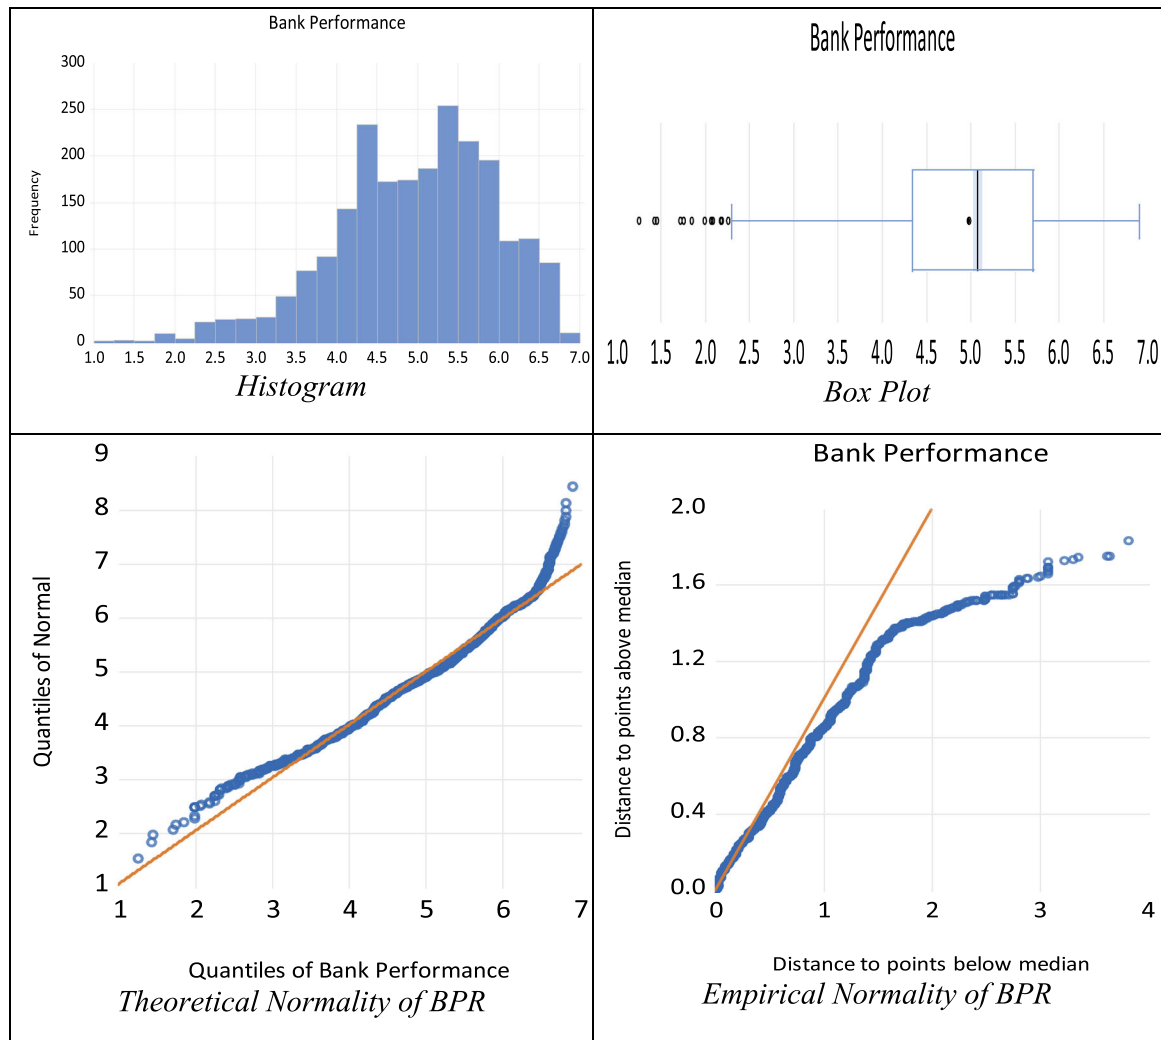 Bank Performance
300
250
200
150
100
50
0
Frequency
1.0 1.5 2.0 2.5 3.0 3.5 4.0 4.5 5.0 5.5 6.0 6.5 7.0
Histogram
Bank Performance
1.0 1.5 2.0 2.5 3.0 3.5 4.0 4.5 5.0 5.5 6.0 6.5 7.0
Box Plot
9
8
7
6
5
4
3
2
1
Quantiles of Normal
1 2 3 4 5 6 7
Quantiles of Bank Performance
Theoretical Normality of BPR
Bank Performance
2.0
1.6
1.2
0.8
0.4
0.0
Distance to points above median
0 1 2 3 4
Distance to points below median
Empirical Normality of BPR